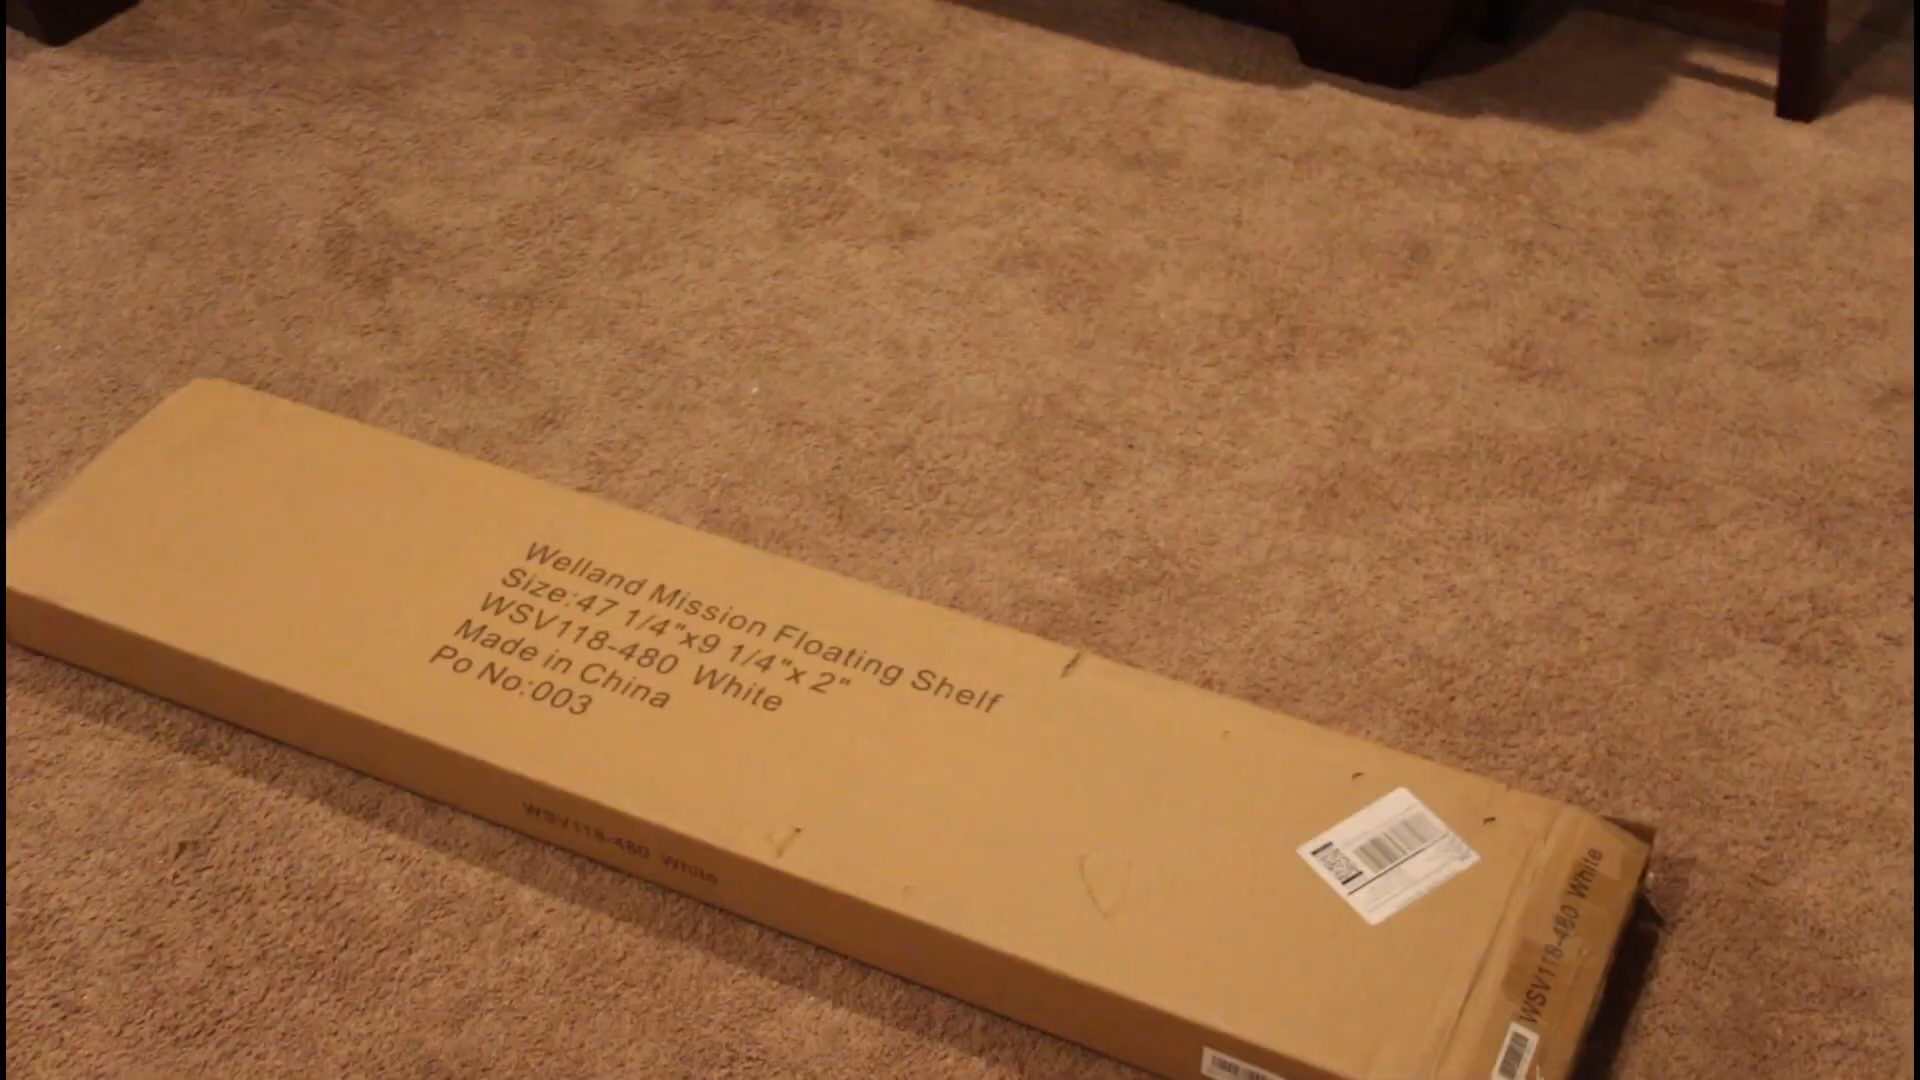 Welland Mission Floating Shelf
Size:47 1/4"x9 1/4"x 2"
WSV118-480 White
Made in China
Po No:003
WSV118-480 White
WSV118-480 White